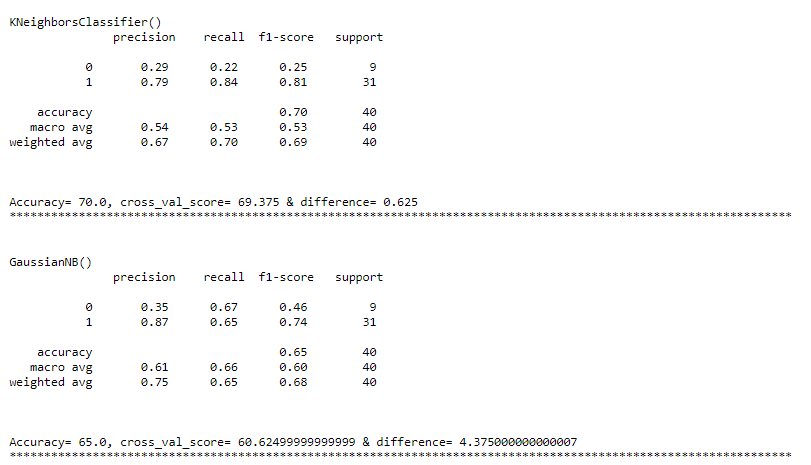 KNeighborsClassifier()
precision recall f1-score support
0 0.29 0.22 0.25 9
1 0.79 0.84 0.81 31
accuracy 0.70 40
macro avg 0.54 0.53 0.53 40
weighted avg 0.67 0.70 0.69 40
Accuracy= 70.0, cross_val_score= 69.375 & difference= 0.625
*****************************************************************************************************************
GaussianNB()
precision recall f1-score support
0 0.35 0.67 0.46 9
1 0.87 0.65 0.74 31
accuracy 0.65 40
macro avg 0.61 0.66 0.60 40
weighted avg 0.75 0.65 0.68 40
Accuracy= 65.0, cross_val_score= 60.62499999999999 & difference= 4.375000000000007
*****************************************************************************************************************